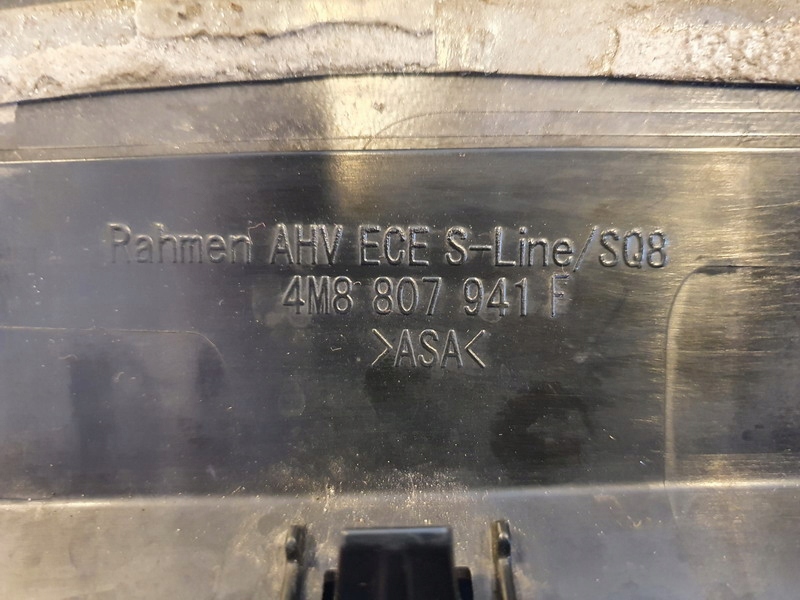 Rahmen AHV ECE S-Line/SQ8
4M8 807 941 F
>ASA<